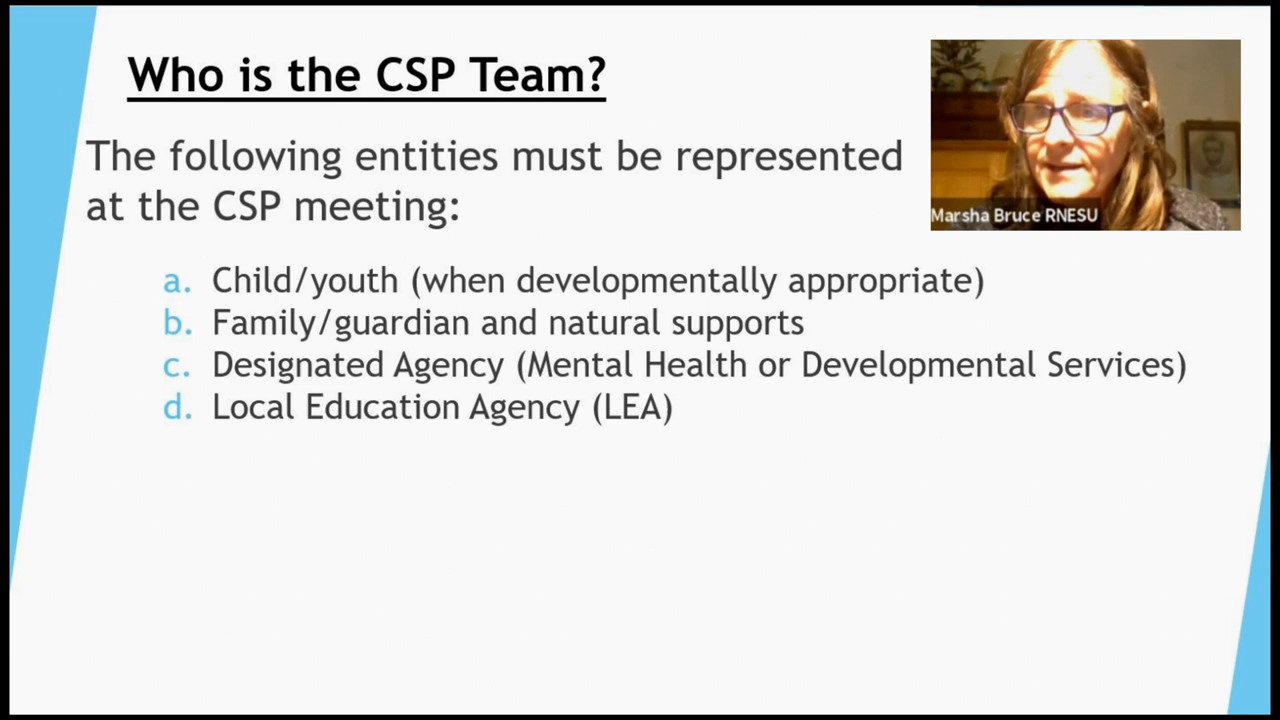 Who is the CSP Team?
The following entities must be represented
at the CSP meeting:
a. Child/youth (when developmentally appropriate)
b. Family/guardian and natural supports
c. Designated Agency (Mental Health or Developmental Services)
d. Local Education Agency (LEA)
Marsha Bruce RNESU